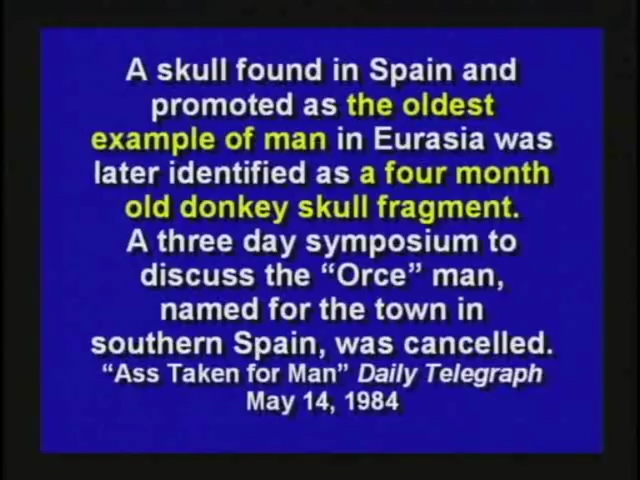 A skull found in Spain and
promoted as the oldest
example of man in Eurasia was
later identified as a four month
old donkey skull fragment.
A three day symposium to
discuss the “Orce” man,
named for the town in
southern Spain, was cancelled.
“Ass Taken for Man” Daily Telegraph
May 14, 1984